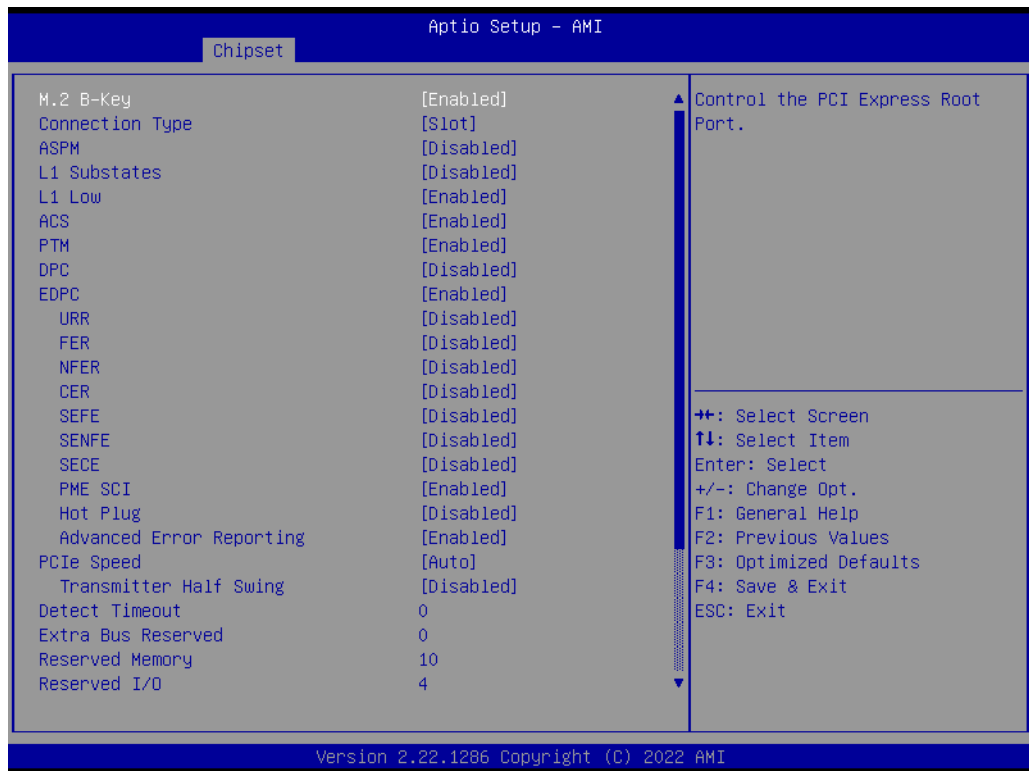 Aptio Setup – AMI
Chipset
M.2 B-Key [Enabled]
Connection Type [Slot]
ASPM [Disabled]
L1 Substates [Disabled]
L1 Low [Enabled]
ACS [Enabled]
PTM [Enabled]
DPC [Disabled]
EDPC [Enabled]
URR [Disabled]
FER [Disabled]
NFER [Disabled]
CER [Disabled]
SEFE [Disabled]
SENFE [Disabled]
SECE [Disabled]
PME SCI [Enabled]
Hot Plug [Disabled]
Advanced Error Reporting [Enabled]
PCIe Speed [Auto]
Transmitter Half Swing [Disabled]
Detect Timeout 0
Extra Bus Reserved 0
Reserved Memory 10
Reserved I/O 4
Control the PCI Express Root
Port.
→←: Select Screen
↑↓: Select Item
Enter: Select
+/-: Change Opt.
F1: General Help
F2: Previous Values
F3: Optimized Defaults
F4: Save & Exit
ESC: Exit
Version 2.22.1286 Copyright (C) 2022 AMI